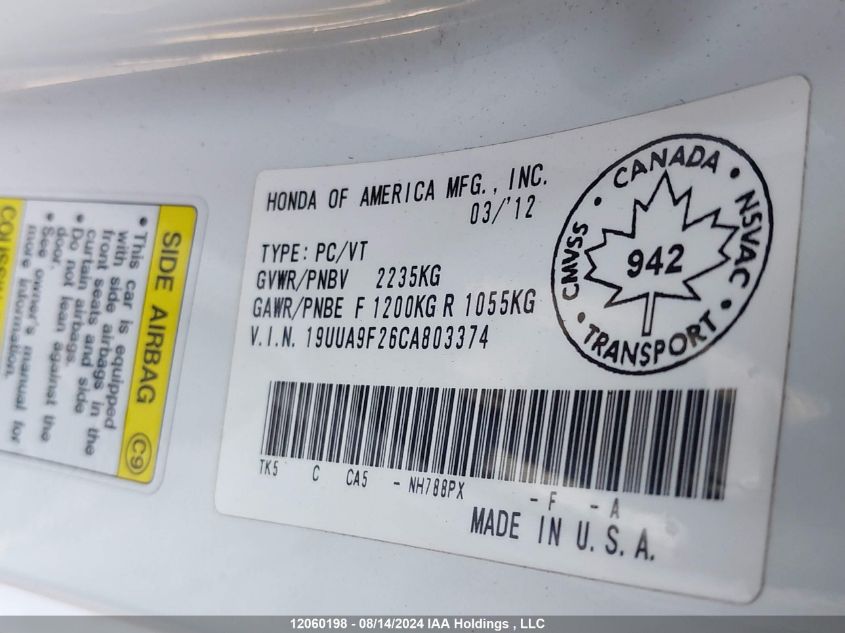 HONDA OF AMERICA MFG., INC.
03/'12
TYPE: PC/VT
GVWR/PNBV 2235KG
GAWR/PNBE F 1200KG R 1055KG
V.I.N. 19UUA9F26CA803374
TK5 C CA5 - NH788PX - F - A
MADE IN U.S.A.
• CANADA •
CMVSS
942
NSVAC
• TRANSPORT •
SIDE AIRBAG C9
• This car is equipped
with side airbags in the
front seats and side
curtain airbags.
• Do not lean against the
door.
• See owner's manual for
more information.
12060198 - 08/14/2024 IAA Holdings , LLC